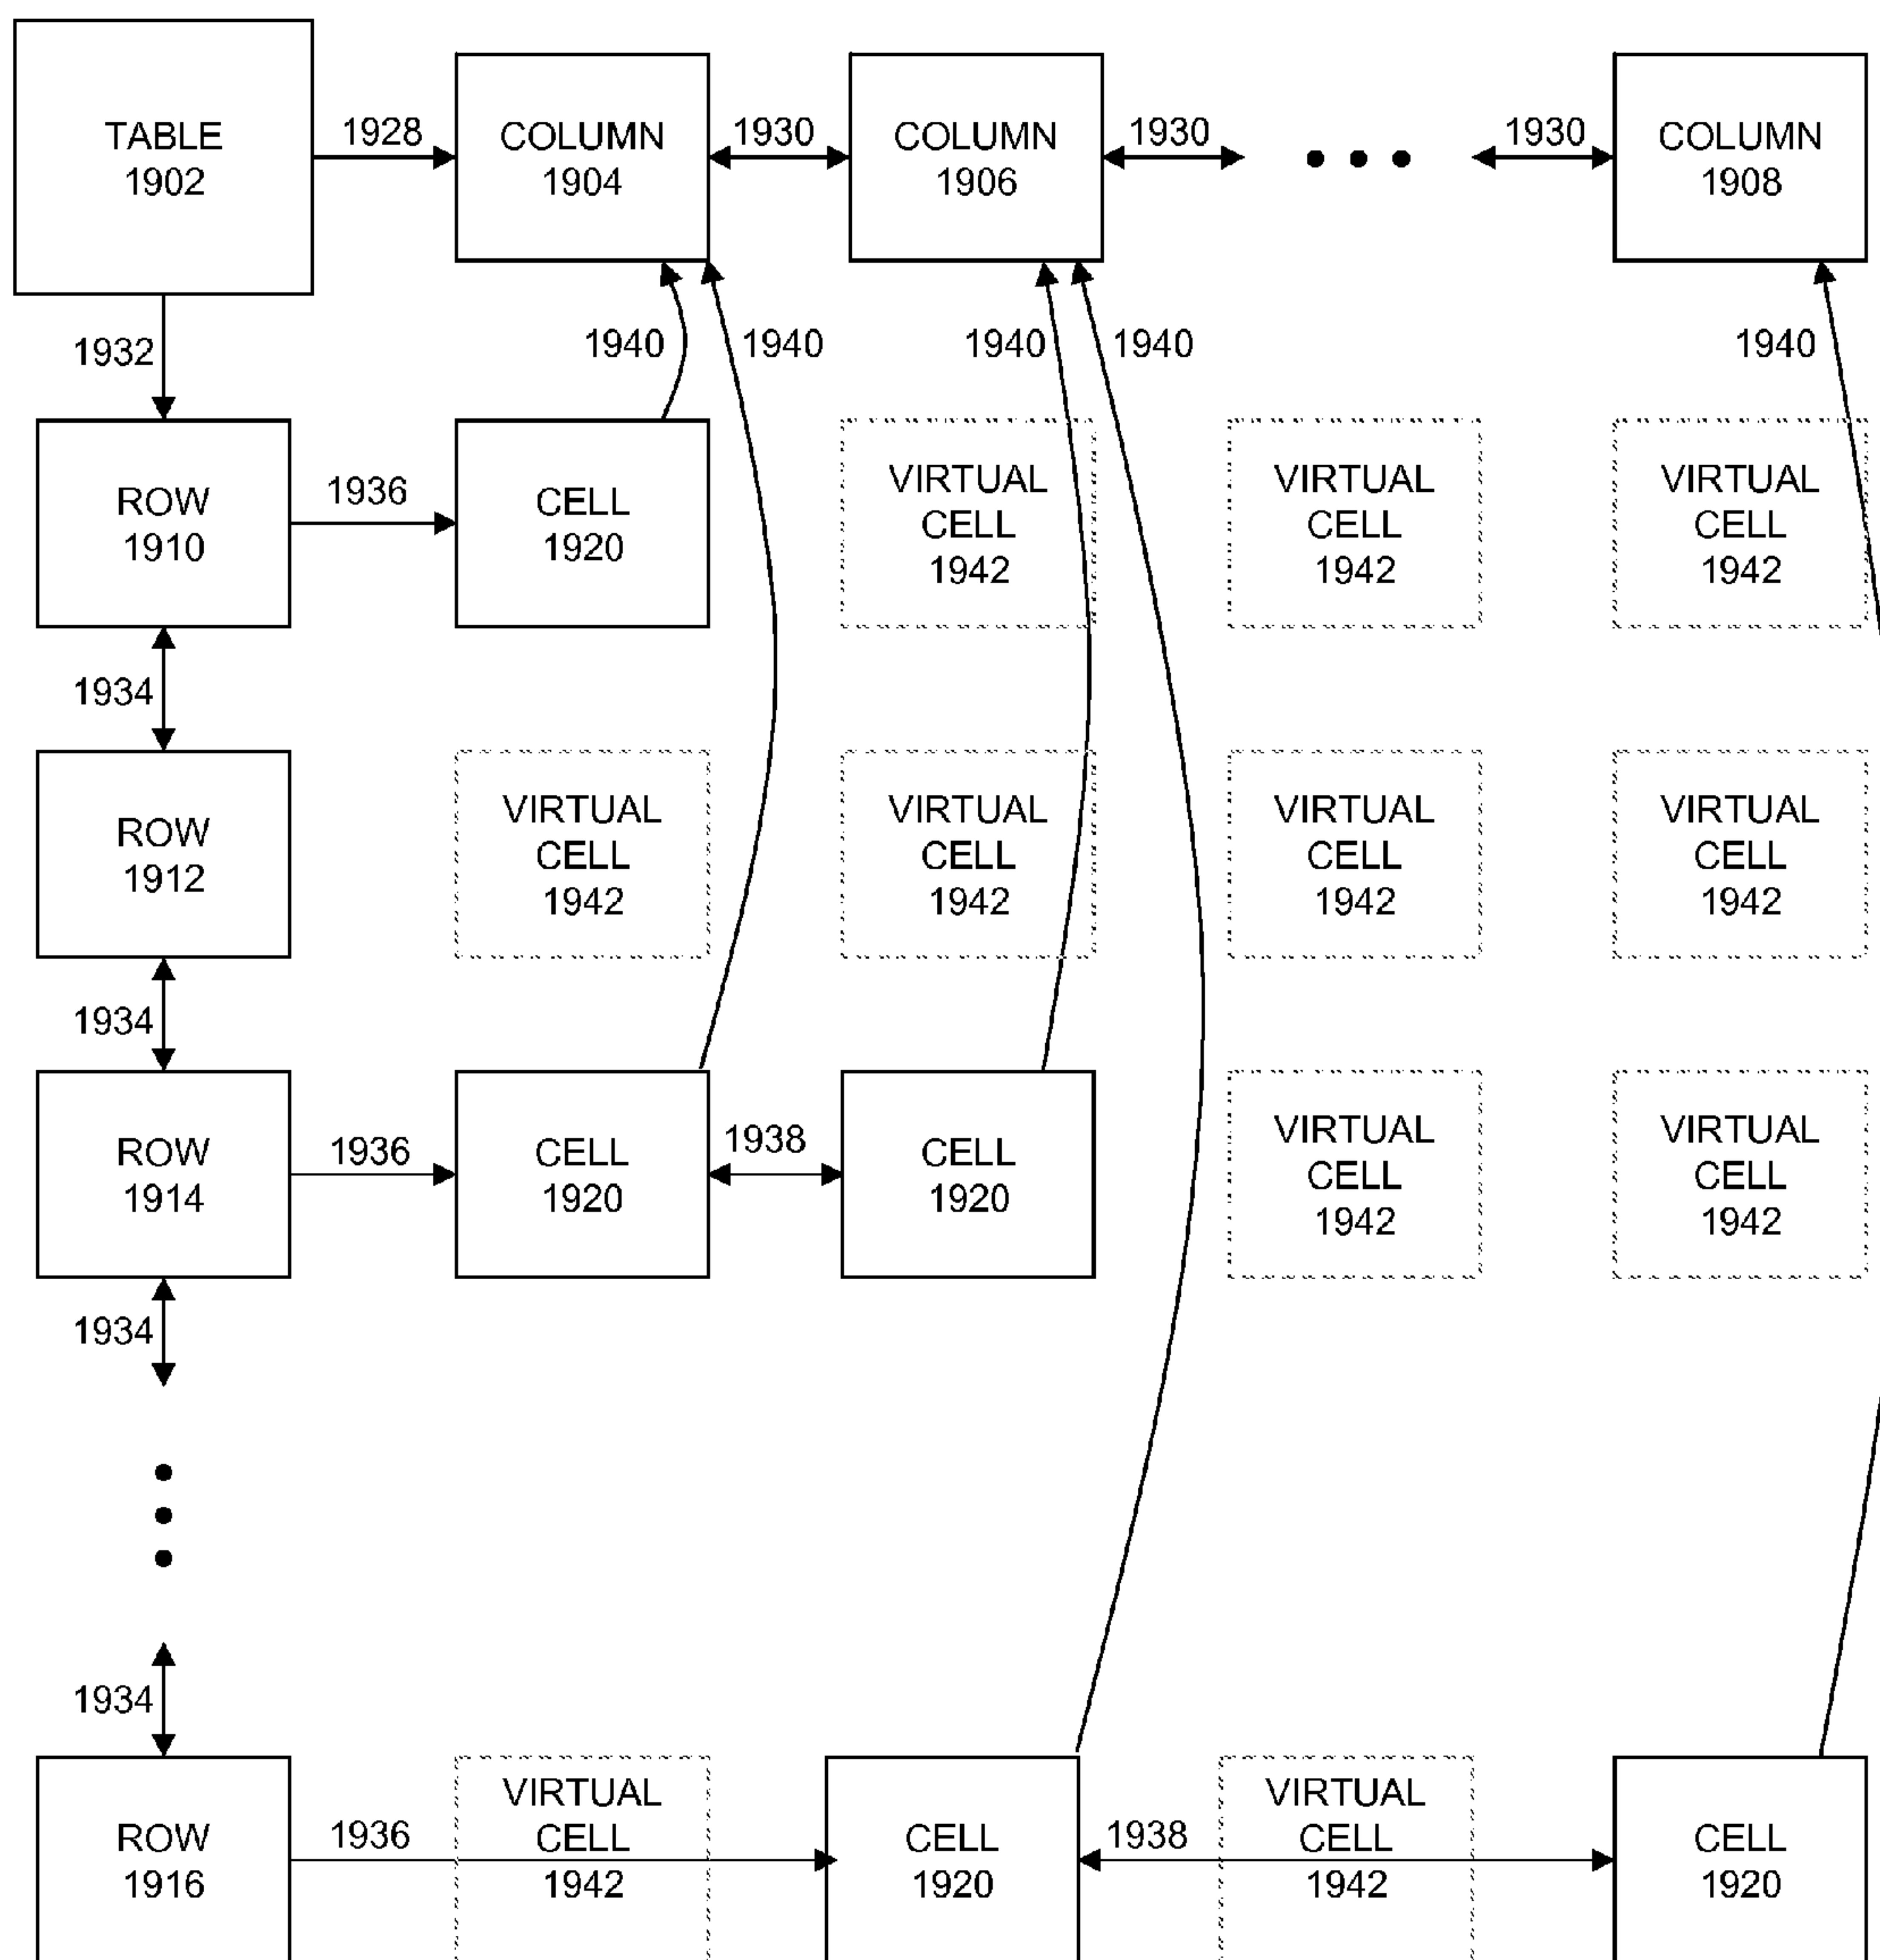 TABLE
1902
1928
COLUMN
1904
1930
COLUMN
1906
1930
1930
COLUMN
1908
1932
1940
1940
1940
1940
1940
ROW
1910
1936
CELL
1920
VIRTUAL
CELL
1942
VIRTUAL
CELL
1942
VIRTUAL
CELL
1942
1934
ROW
1912
VIRTUAL
CELL
1942
VIRTUAL
CELL
1942
VIRTUAL
CELL
1942
VIRTUAL
CELL
1942
1934
ROW
1914
1936
CELL
1920
1938
CELL
1920
VIRTUAL
CELL
1942
VIRTUAL
CELL
1942
1934
1934
ROW
1916
1936
VIRTUAL
CELL
1942
CELL
1920
1938
VIRTUAL
CELL
1942
CELL
1920